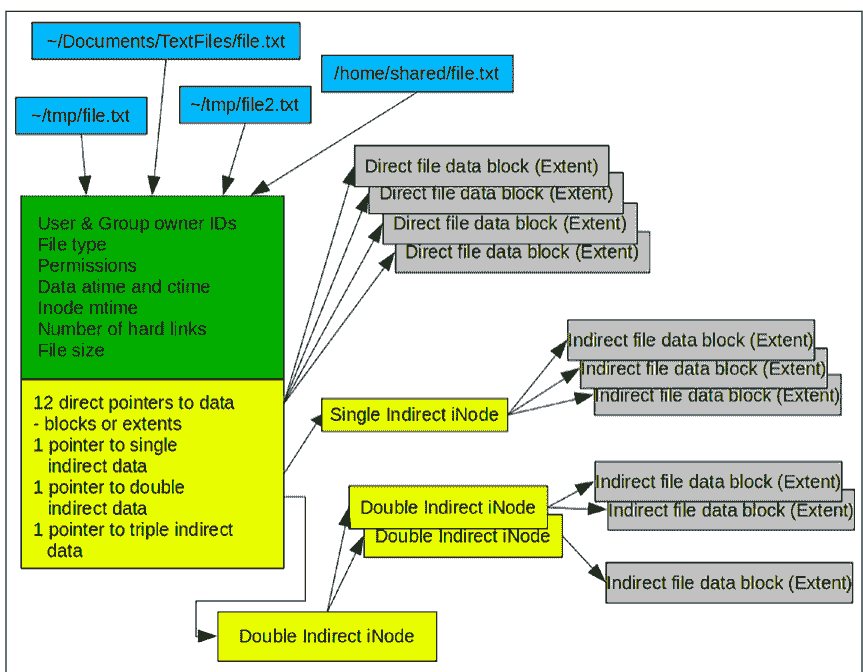 ~/Documents/TextFiles/file.txt
/home/shared/file.txt
~/tmp/file.txt
~/tmp/file2.txt
User & Group owner IDs
File type
Permissions
Data atime and ctime
Inode mtime
Number of hard links
File size
12 direct pointers to data
- blocks or extents
1 pointer to single
indirect data
1 pointer to double
indirect data
1 pointer to triple indirect
data
Direct file data block (Extent)
Direct file data block (Extent)
Direct file data block (Extent)
Direct file data block (Extent)
Single Indirect iNode
Indirect file data block (Extent)
Indirect file data block (Extent)
Indirect file data block (Extent)
Double Indirect iNode
Double Indirect iNode
Indirect file data block (Extent)
Indirect file data block (Extent)
Indirect file data block (Extent)
Double Indirect iNode